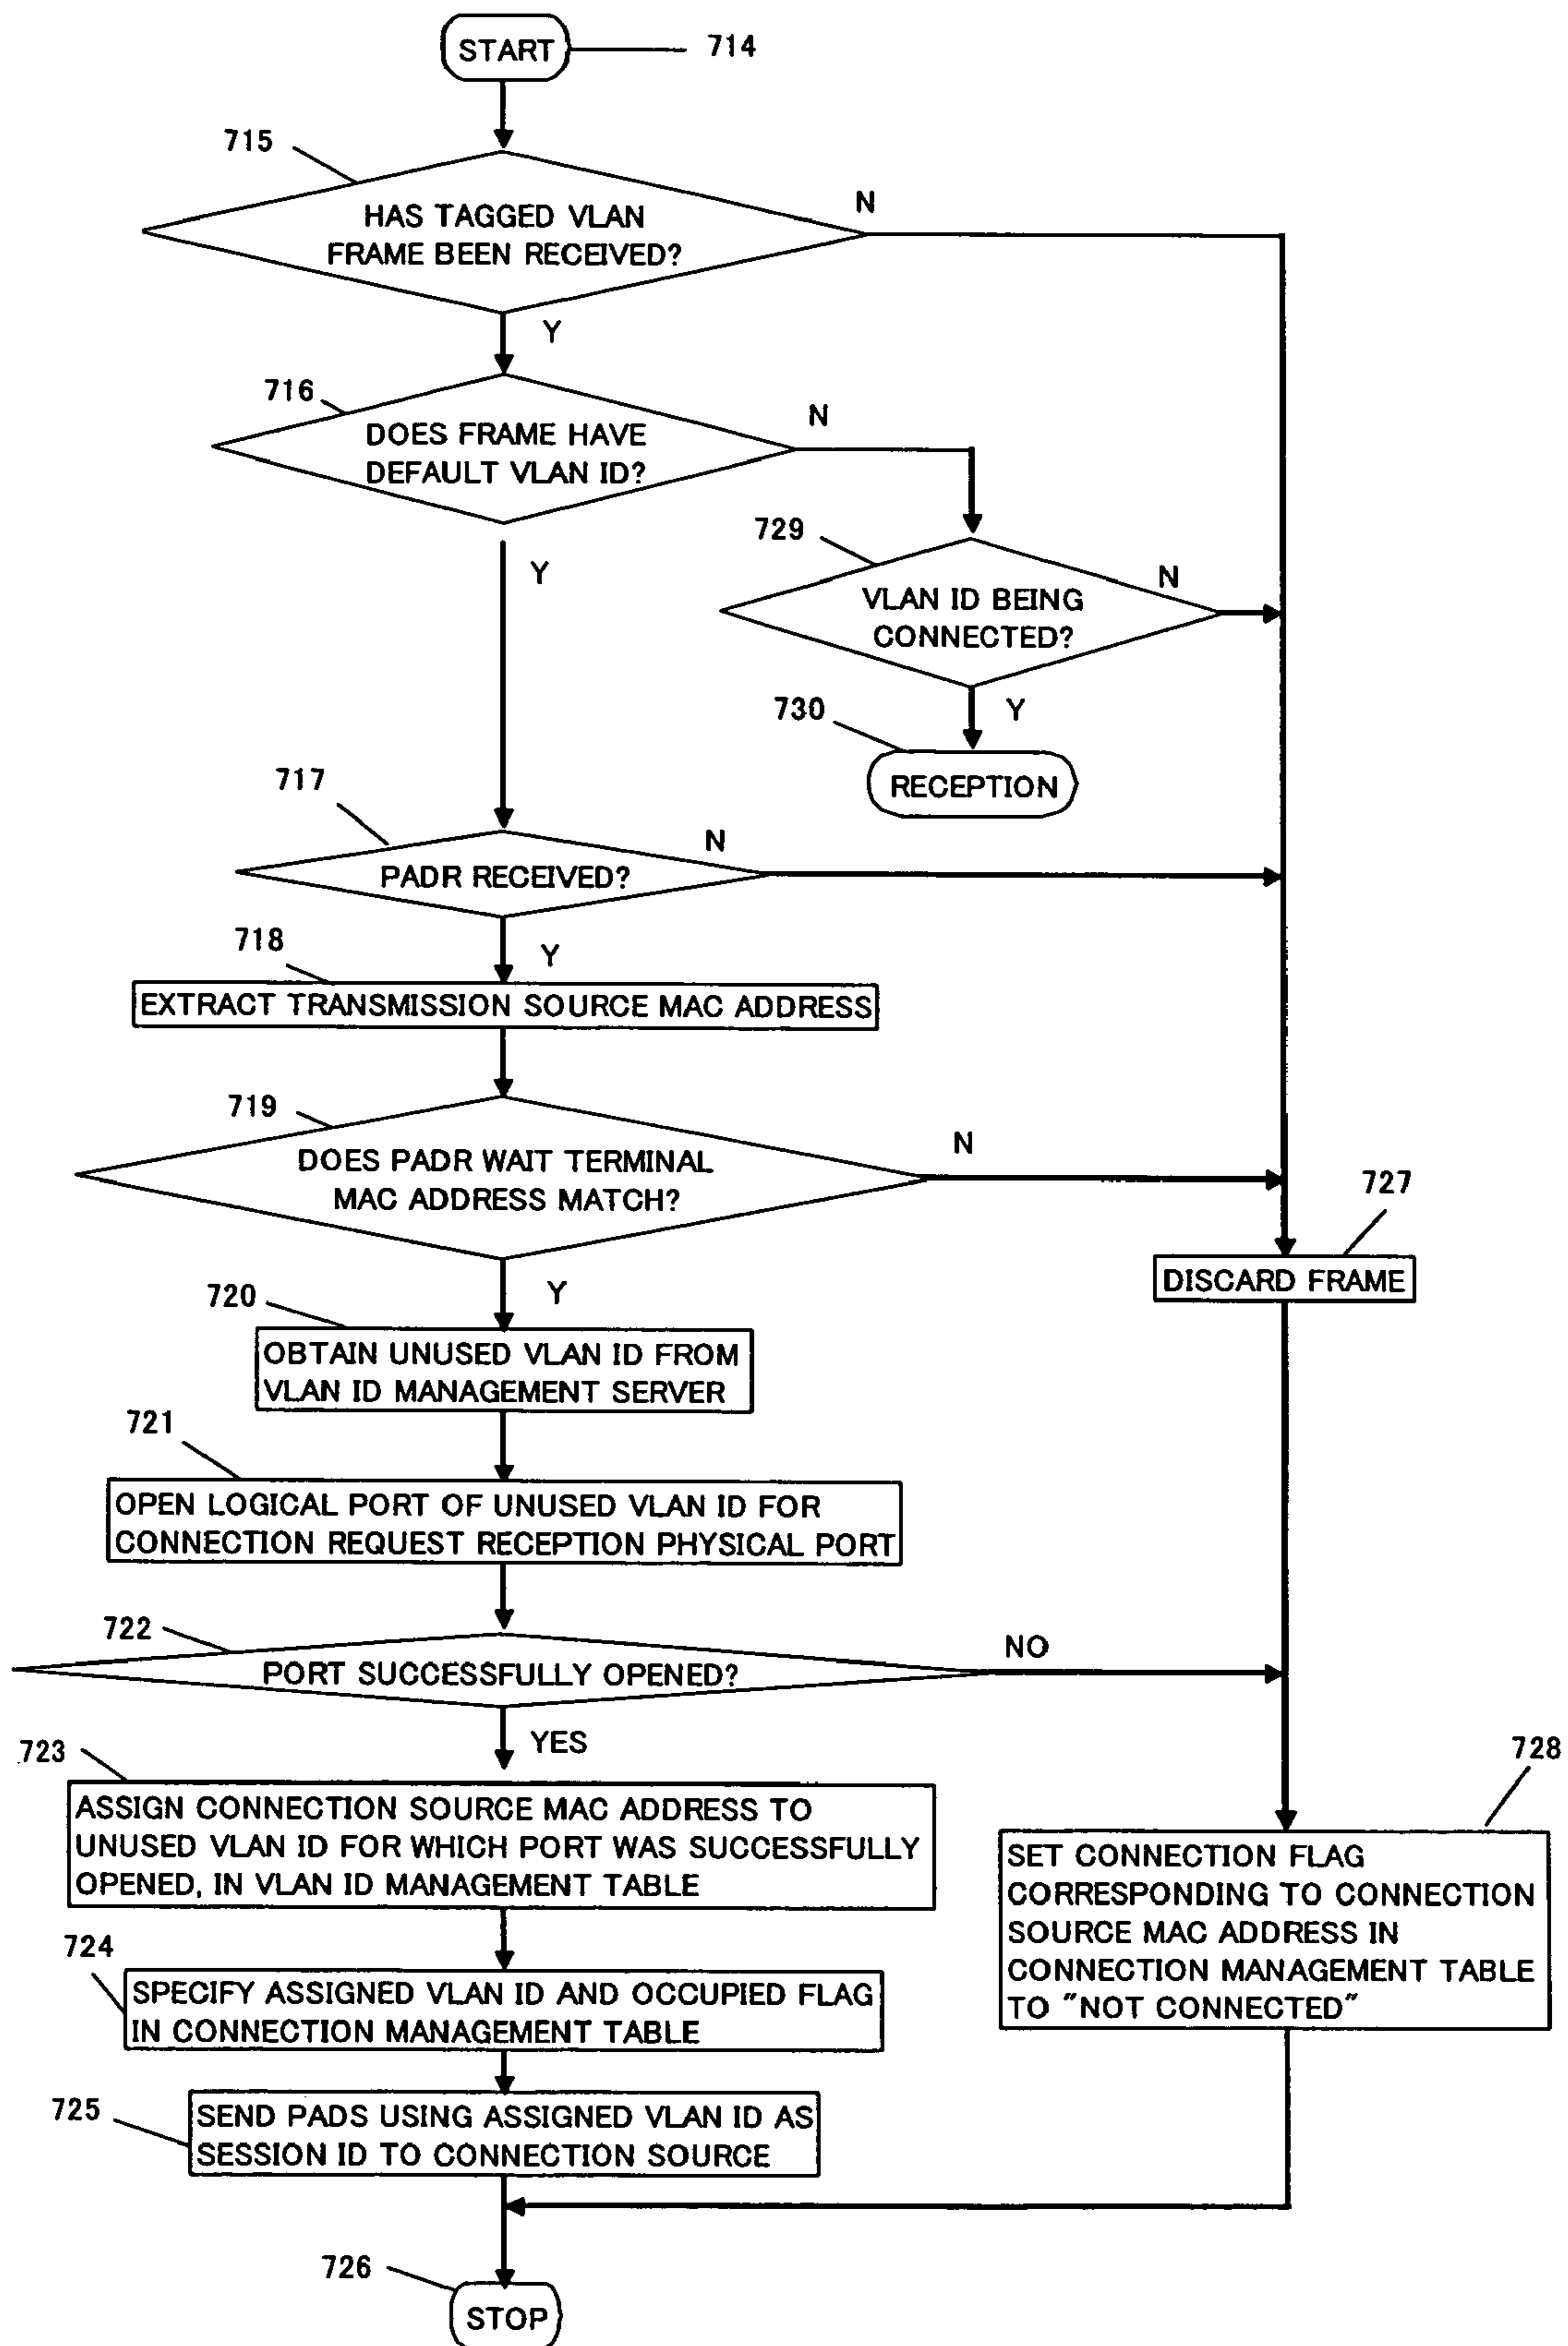 START
714
715
HAS TAGGED VLAN
FRAME BEEN RECEIVED?
N
Y
716
DOES FRAME HAVE
DEFAULT VLAN ID?
N
Y
729
VLAN ID BEING
CONNECTED?
N
Y
730
RECEPTION
717
PADR RECEIVED?
N
Y
718
EXTRACT TRANSMISSION SOURCE MAC ADDRESS
719
DOES PADR WAIT TERMINAL
MAC ADDRESS MATCH?
N
Y
727
DISCARD FRAME
720
OBTAIN UNUSED VLAN ID FROM
VLAN ID MANAGEMENT SERVER
721
OPEN LOGICAL PORT OF UNUSED VLAN ID FOR
CONNECTION REQUEST RECEPTION PHYSICAL PORT
722
PORT SUCCESSFULLY OPENED?
NO
YES
723
ASSIGN CONNECTION SOURCE MAC ADDRESS TO
UNUSED VLAN ID FOR WHICH PORT WAS SUCCESSFULLY
OPENED, IN VLAN ID MANAGEMENT TABLE
728
SET CONNECTION FLAG
CORRESPONDING TO CONNECTION
SOURCE MAC ADDRESS IN
CONNECTION MANAGEMENT TABLE
TO "NOT CONNECTED"
724
SPECIFY ASSIGNED VLAN ID AND OCCUPIED FLAG
IN CONNECTION MANAGEMENT TABLE
725
SEND PADS USING ASSIGNED VLAN ID AS
SESSION ID TO CONNECTION SOURCE
726
STOP